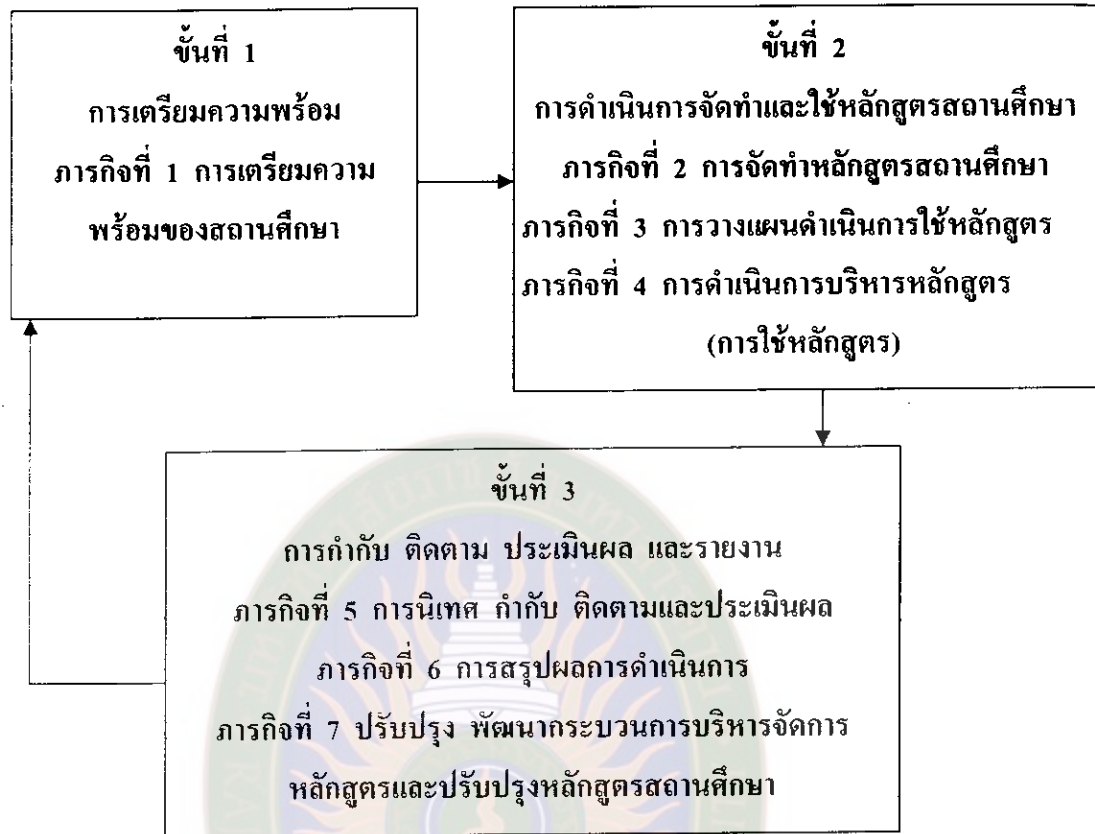 ขั้นที่ 1
การเตรียมความพร้อม
ภารกิจที่ 1 การเตรียมความ
พร้อมของสถานศึกษา
ขั้นที่ 2
การดำเนินการจัดทำและใช้หลักสูตรสถานศึกษา
ภารกิจที่ 2 การจัดทำหลักสูตรสถานศึกษา
ภารกิจที่ 3 การวางแผนดำเนินการใช้หลักสูตร
ภารกิจที่ 4 การดำเนินการบริหารหลักสูตร
(การใช้หลักสูตร)
ขั้นที่ 3
การกำกับ ติดตาม ประเมินผล และรายงาน
ภารกิจที่ 5 การนิเทศ กำกับ ติดตามและประเมินผล
ภารกิจที่ 6 การสรุปผลการดำเนินการ
ภารกิจที่ 7 ปรับปรุง พัฒนากระบวนการบริหารจัดการ
หลักสูตรและปรับปรุงหลักสูตรสถานศึกษา